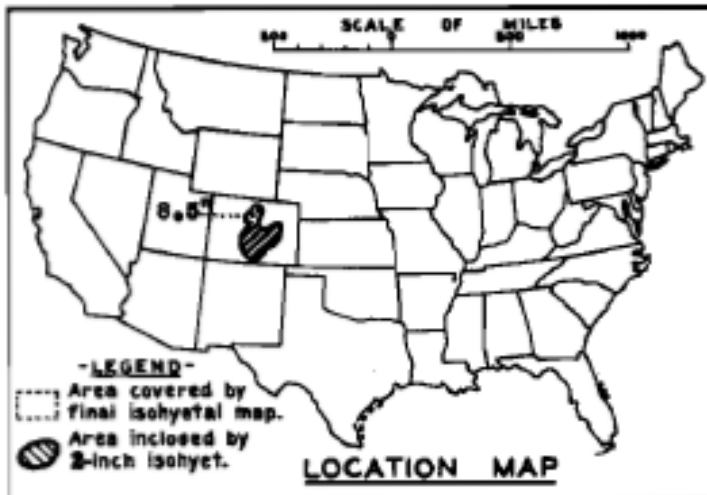 SCALE OF MILES
500 0 500 1000
8.5"
-LEGEND-
Area covered by
final isohyetal map.
Area inclosed by
2-inch isohyet.
LOCATION MAP